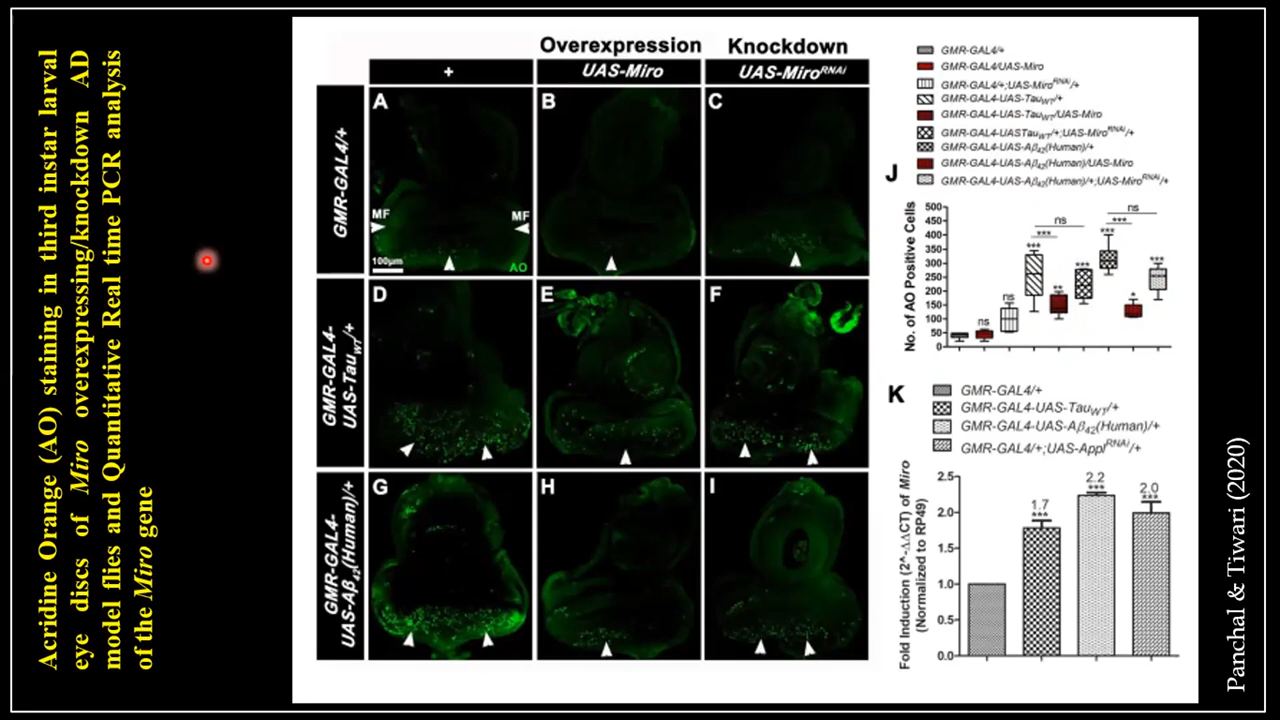 Acridine Orange (AO) staining in third instar larval
eye discs of Miro overexpressing/knockdown AD
model flies and Quantitative Real time PCR analysis
of the Miro gene
Overexpression Knockdown
+ UAS-Miro UAS-Miro^RNAi
GMR-GAL4/+
A B C
MF MF
100µm AO
GMR-GAL4-
UAS-Tau_WT/+
D E F
GMR-GAL4-
UAS-Aβ_42(Human)/+
G H I
GMR-GAL4/+
GMR-GAL4/UAS-Miro
GMR-GAL4/+;UAS-Miro^RNAi/+
GMR-GAL4-UAS-Tau_WT/+
GMR-GAL4-UAS-Tau_WT/UAS-Miro
GMR-GAL4-UASTau_WT/+;UAS-Miro^RNAi/+
GMR-GAL4-UAS-Aβ_42(Human)/+
GMR-GAL4-UAS-Aβ_42(Human)/UAS-Miro
GMR-GAL4-UAS-Aβ_42(Human)/+;UAS-Miro^RNAi/+
J
No. of AO Positive Cells
500
450
400
350
300
250
200
150
100
50
0
ns
ns
***
***
ns
**
***
***
***
ns
*
***
K
GMR-GAL4/+
GMR-GAL4-UAS-Tau_WT/+
GMR-GAL4-UAS-Aβ_42(Human)/+
GMR-GAL4/+;UAS-Appl^RNAi/+
Fold Induction (2^-ΔΔCT) of Miro
(Normalized to RP49)
2.5
2.0
1.5
1.0
0.5
0.0
1.7
***
2.2
***
2.0
***
Panchal & Tiwari (2020)